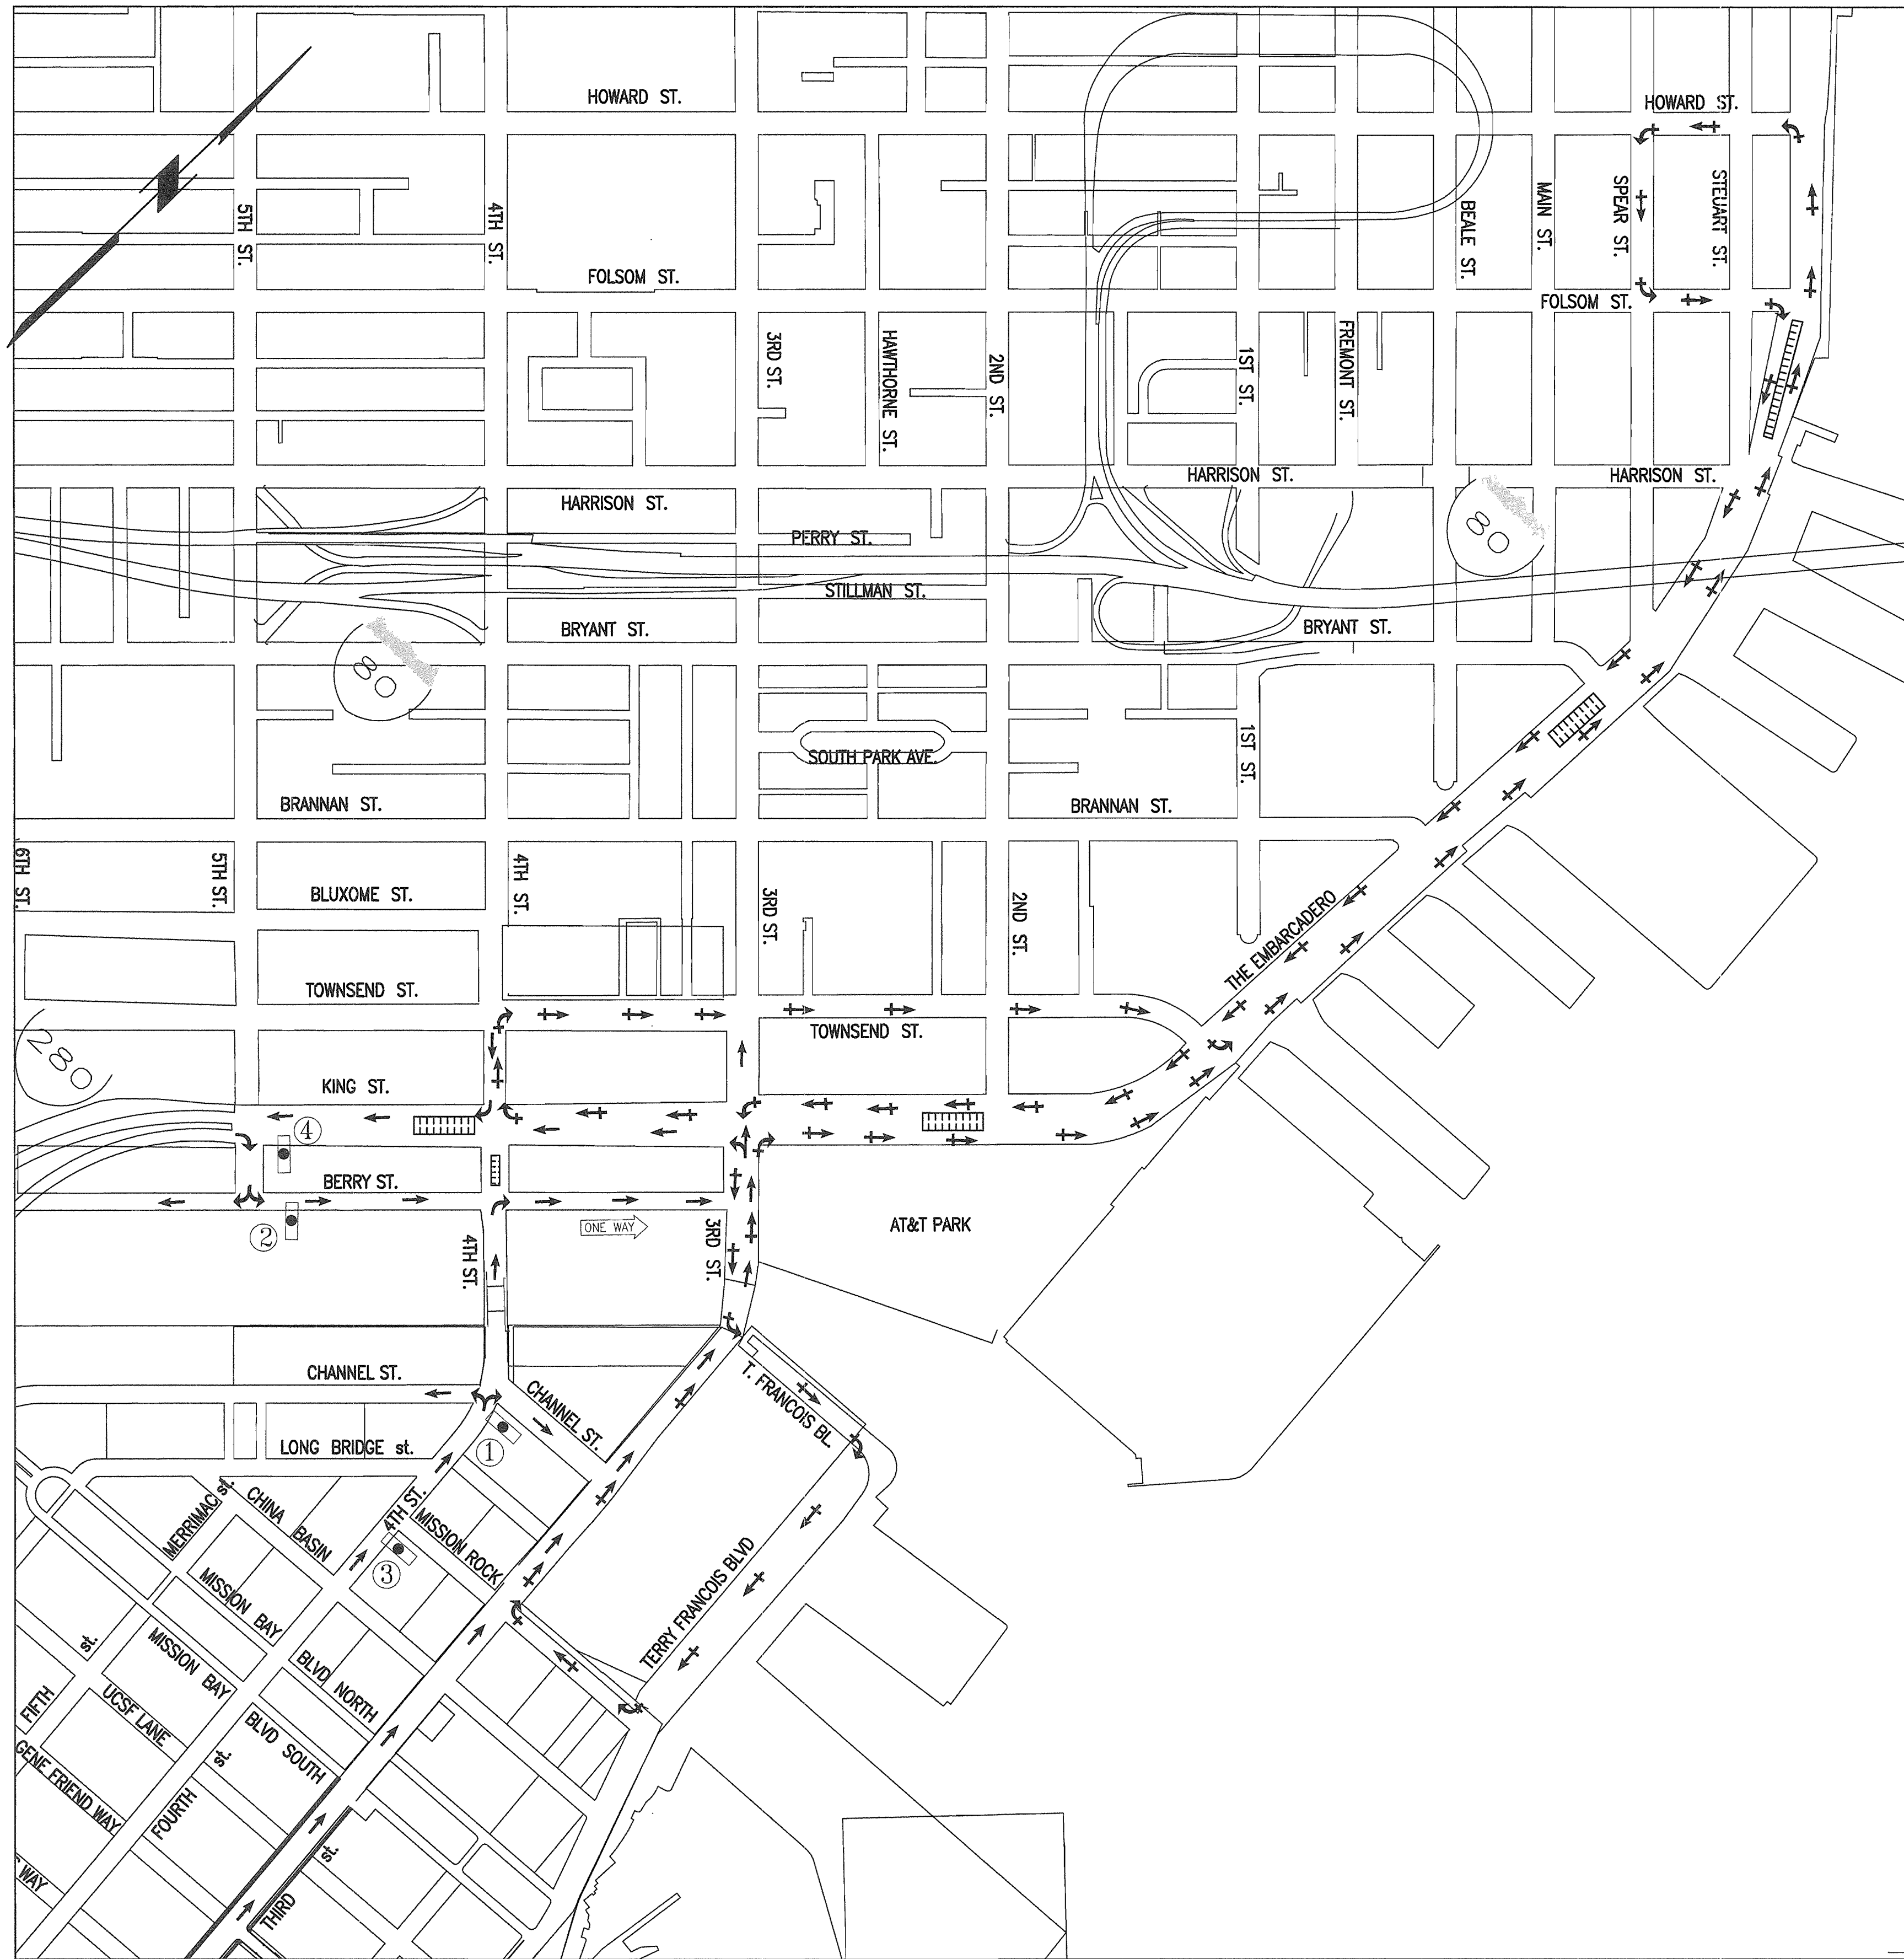 HOWARD ST.
HOWARD ST.
5TH ST.
4TH ST.
BEALE ST.
MAIN ST.
SPEAR ST.
STEUART ST.
FOLSOM ST.
FOLSOM ST.
3RD ST.
HAWTHORNE ST.
2ND ST.
1ST ST.
FREMONT ST.
HARRISON ST.
HARRISON ST.
HARRISON ST.
80
PERRY ST.
STILLMAN ST.
BRYANT ST.
BRYANT ST.
80
SOUTH PARK AVE.
1ST ST.
BRANNAN ST.
BRANNAN ST.
6TH ST.
5TH ST.
BLUXOME ST.
4TH ST.
3RD ST.
2ND ST.
THE EMBARCADERO
TOWNSEND ST.
TOWNSEND ST.
280
KING ST.
4
BERRY ST.
2
ONE WAY
4TH ST.
3RD ST.
AT&T PARK
CHANNEL ST.
CHANNEL ST.
T. FRANCOIS BL.
LONG BRIDGE st.
1
MERRIMAC st.
CHINA BASIN
4TH ST.
MISSION ROCK
3
MISSION BAY
BLVD NORTH
TERRY FRANCOIS BLVD
st.
FIFTH
MISSION BAY
BLVD SOUTH
UCSF LANE
GENE FRIEND WAY
st.
FOURTH
WAY
st.
THIRD